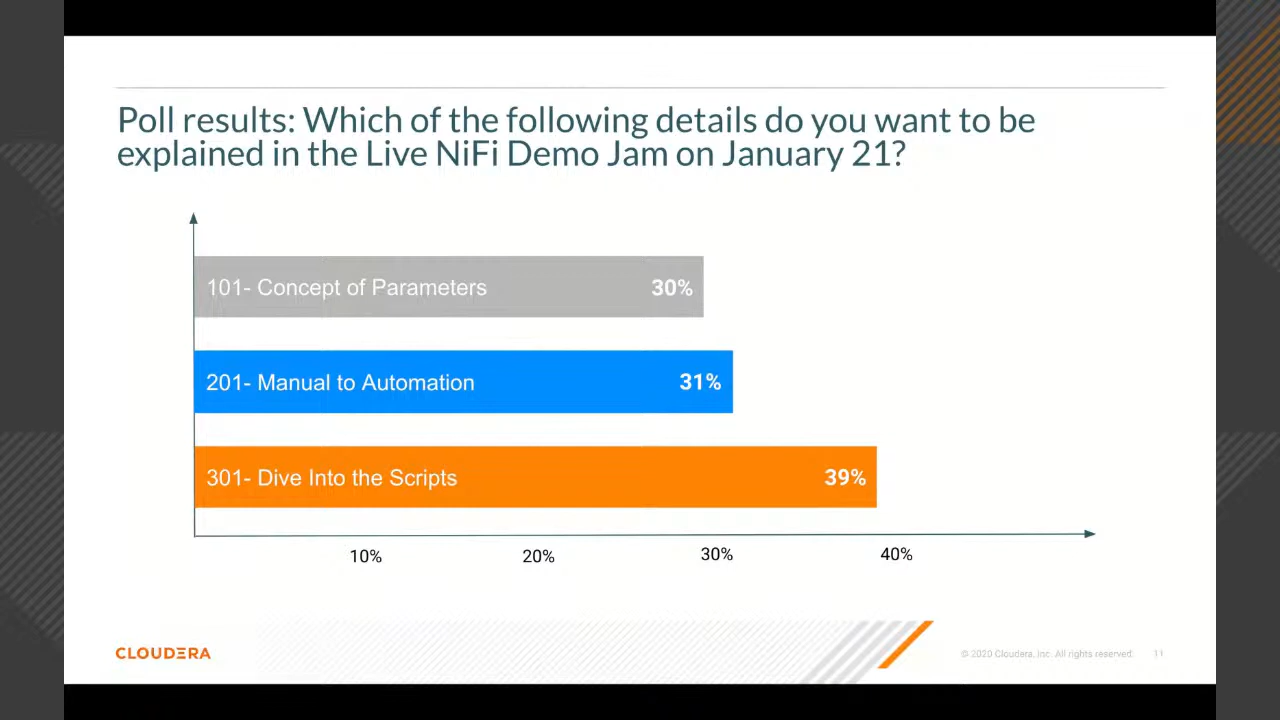 Poll results: Which of the following details do you want to be
explained in the Live NiFi Demo Jam on January 21?
101- Concept of Parameters 30%
201- Manual to Automation 31%
301- Dive Into the Scripts 39%
10% 20% 30% 40%
CLOUDERA © 2020 Cloudera, Inc. All rights reserved. 11